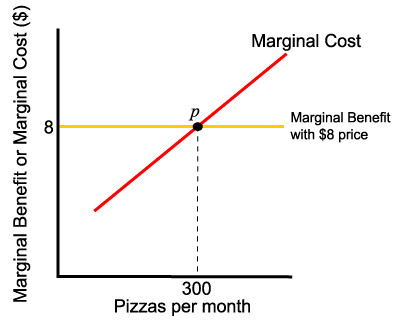 Marginal Benefit or Marginal Cost ($)
Marginal Cost
p
8
Marginal Benefit
with $8 price
300
Pizzas per month